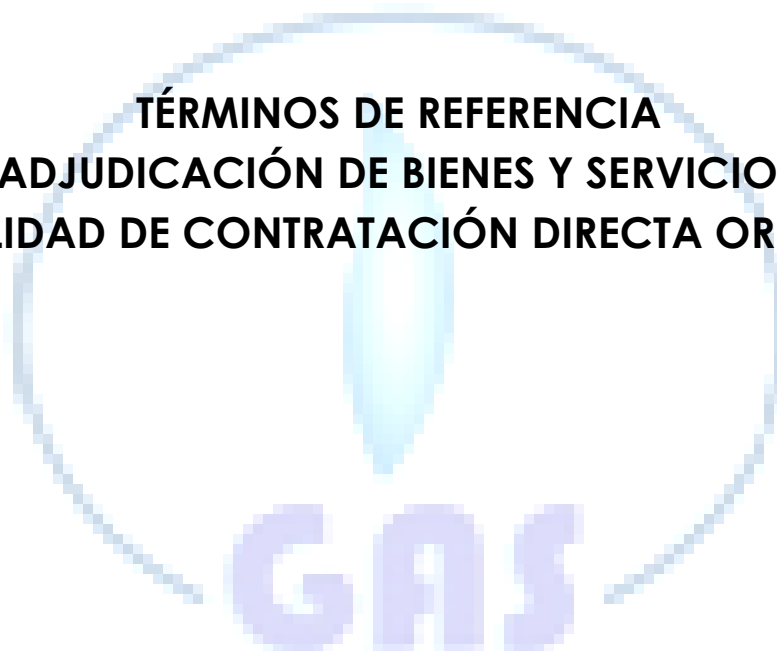 TÉRMINOS DE REFERENCIA
ADJUDICACIÓN DE BIENES Y SERVICIO
LIDAD DE CONTRATACIÓN DIRECTA OR
GAS